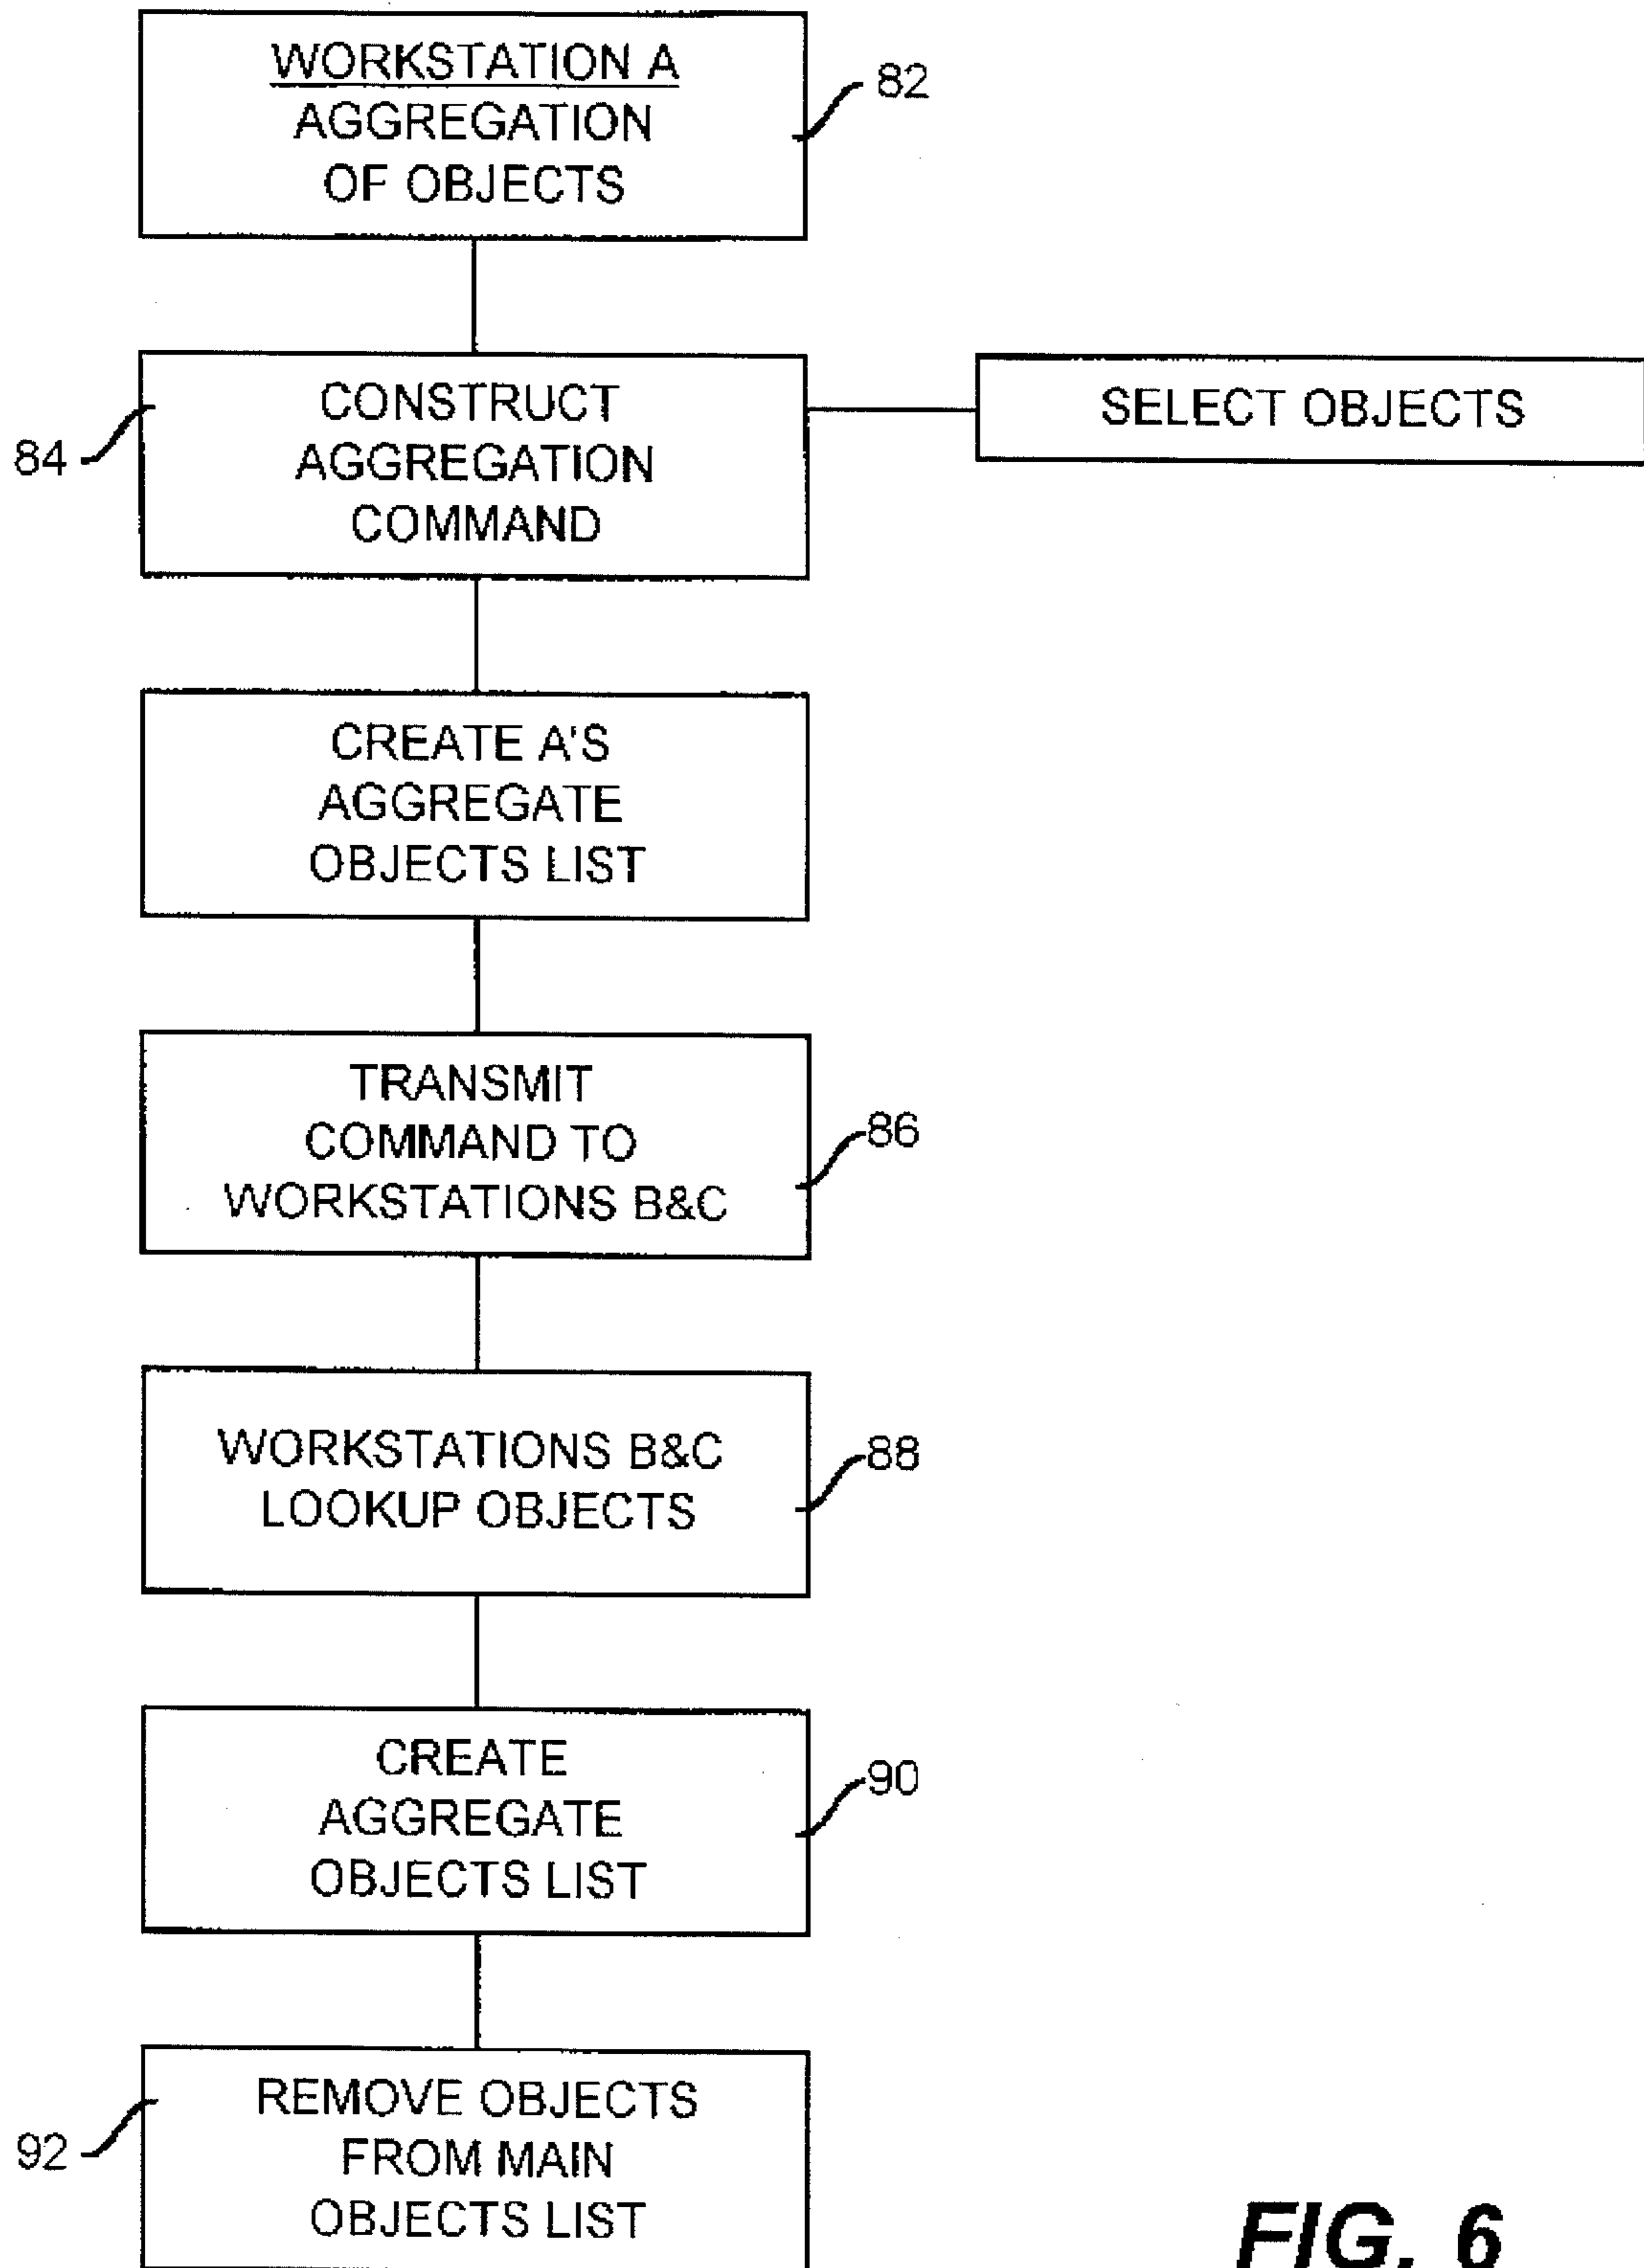 WORKSTATION A
AGGREGATION
OF OBJECTS
82
CONSTRUCT
AGGREGATION
COMMAND
84
SELECT OBJECTS
CREATE A'S
AGGREGATE
OBJECTS LIST
TRANSMIT
COMMAND TO
WORKSTATIONS B&C
86
WORKSTATIONS B&C
LOOKUP OBJECTS
88
CREATE
AGGREGATE
OBJECTS LIST
90
REMOVE OBJECTS
FROM MAIN
OBJECTS LIST
92
FIG. 6